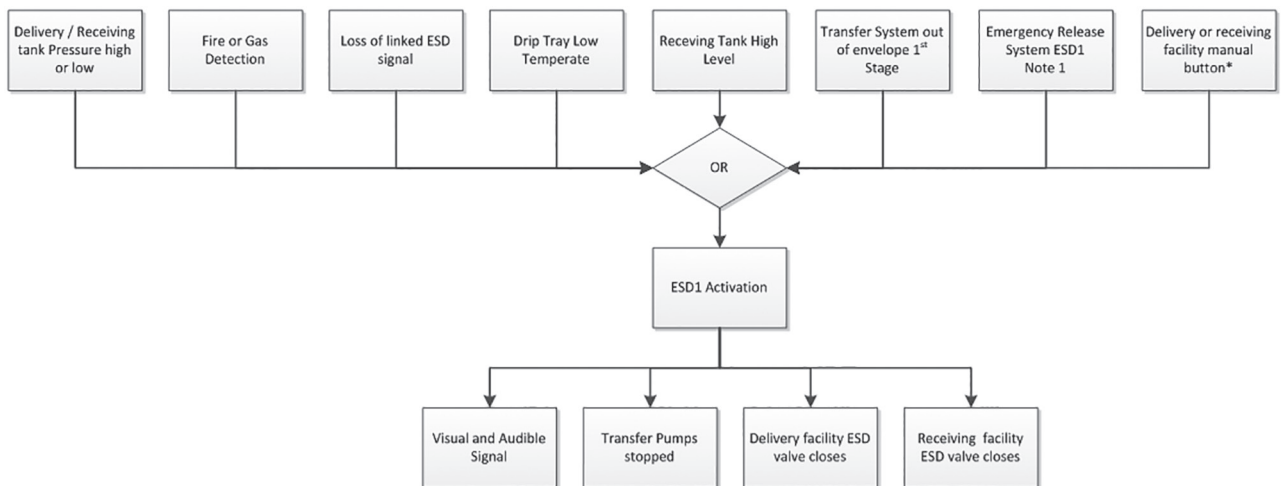 Delivery / Receiving
tank Pressure high
or low
Fire or Gas
Detection
Loss of linked ESD
signal
Drip Tray Low
Temperate
Receving Tank High
Level
Transfer System out
of envelope 1st
Stage
Emergency Release
System ESD1
Note 1
Delivery or receiving
facility manual
button*
OR
ESD1 Activation
Visual and Audible
Signal
Transfer Pumps
stopped
Delivery facility ESD
valve closes
Receiving facility
ESD valve closes